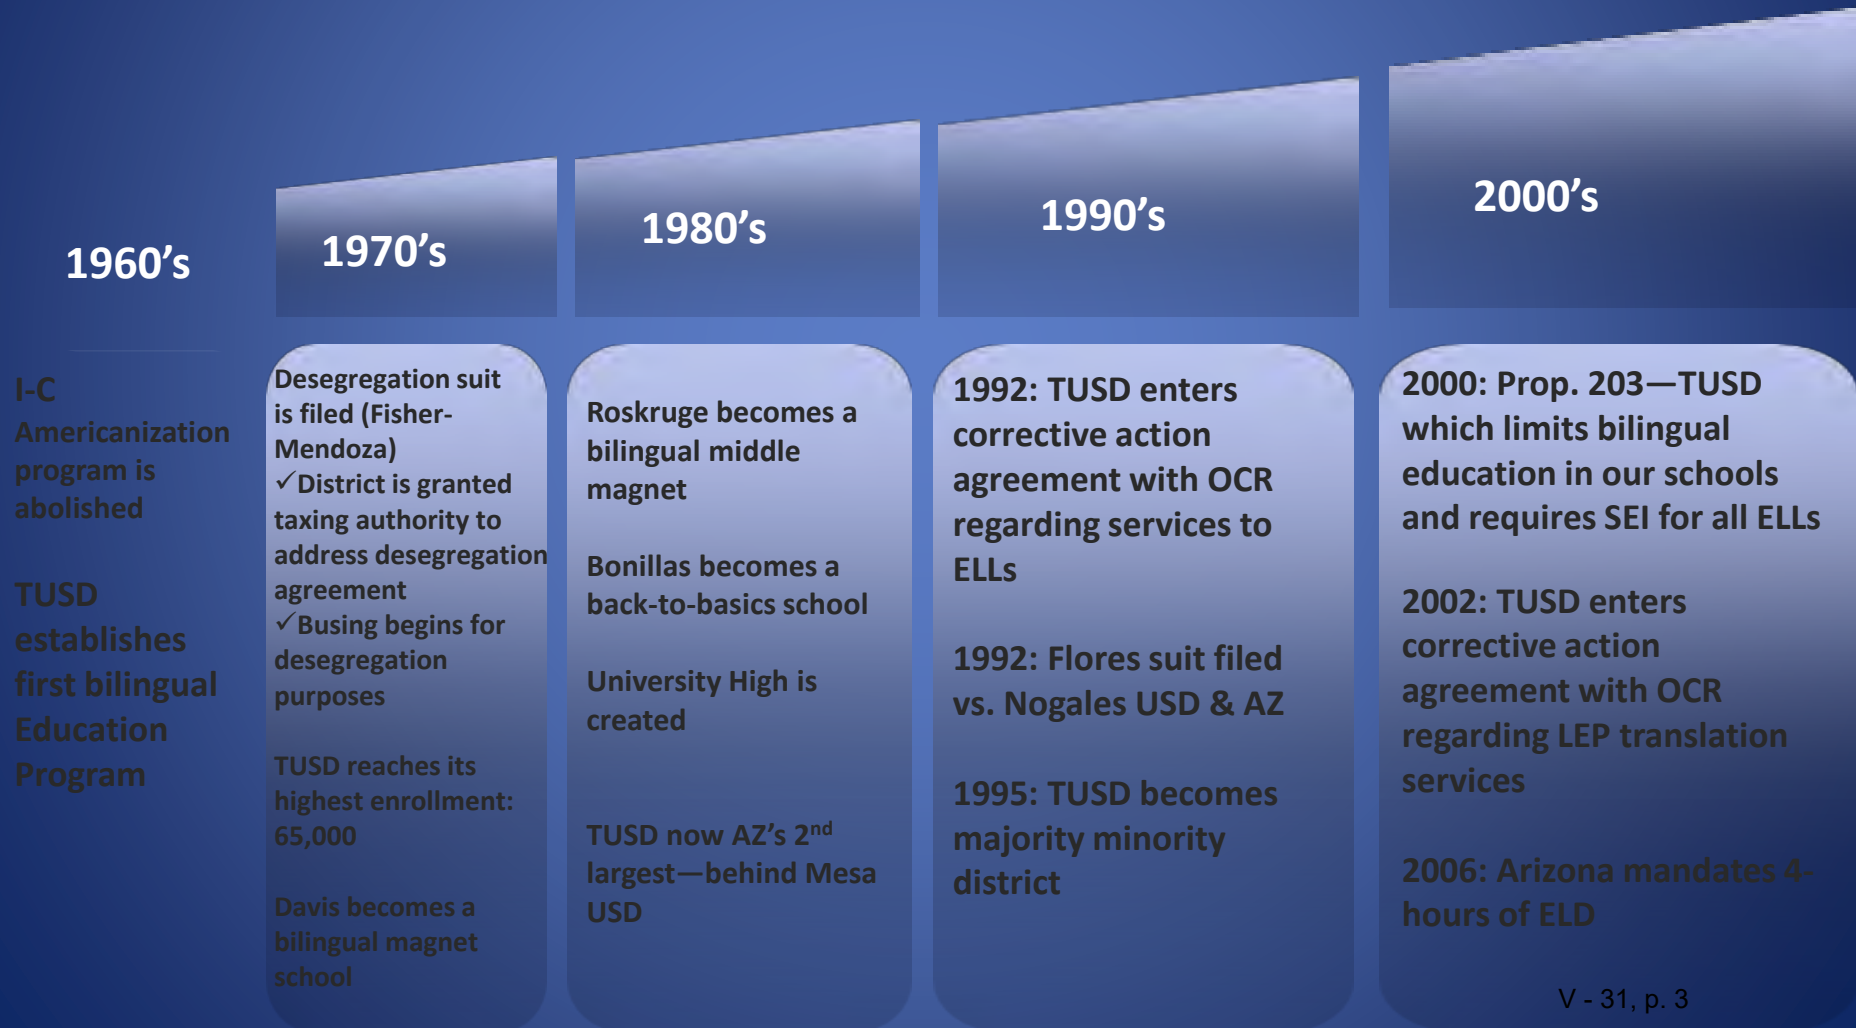 1960’s
I-C
Americanization
program is
abolished
TUSD
establishes
first bilingual
Education
Program
1970’s
Desegregation suit
is filed (Fisher-
Mendoza)
✓District is granted
taxing authority to
address desegregation
agreement
✓Busing begins for
desegregation
purposes
TUSD reaches its
highest enrollment:
65,000
Davis becomes a
bilingual magnet
school
1980’s
Roskruge becomes a
bilingual middle
magnet
Bonillas becomes a
back-to-basics school
University High is
created
TUSD now AZ’s 2nd
largest—behind Mesa
USD
1990’s
1992: TUSD enters
corrective action
agreement with OCR
regarding services to
ELLs
1992: Flores suit filed
vs. Nogales USD & AZ
1995: TUSD becomes
majority minority
district
2000’s
2000: Prop. 203—TUSD
which limits bilingual
education in our schools
and requires SEI for all ELLs
2002: TUSD enters
corrective action
agreement with OCR
regarding LEP translation
services
2006: Arizona mandates 4-
hours of ELD
V - 31, p. 3